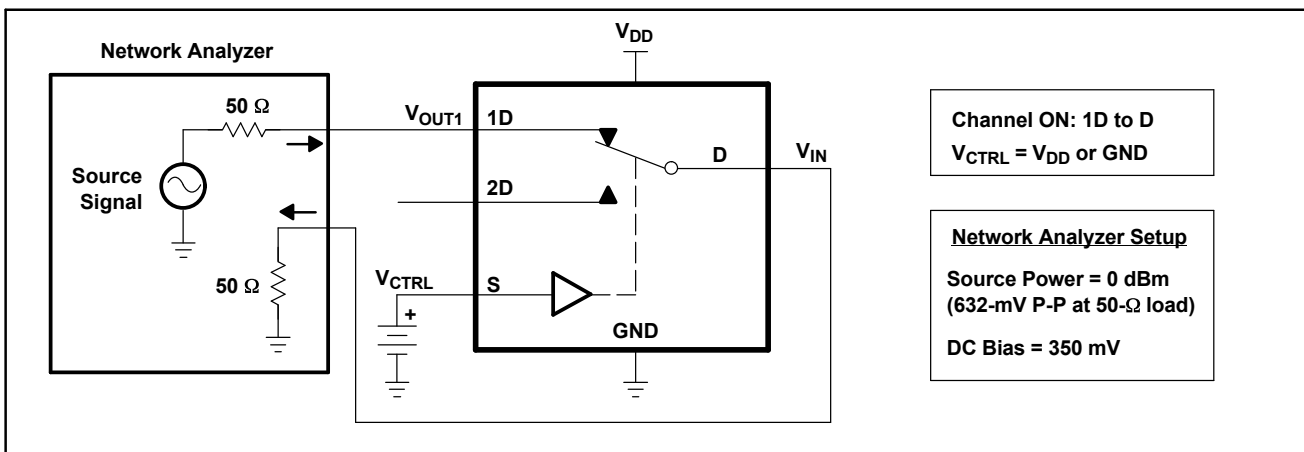 Network Analyzer
50 Ω
Source
Signal
50 Ω
VDD
VOUT1
1D
D
VIN
2D
VCTRL
S
+
GND
Channel ON: 1D to D
VCTRL = VDD or GND
Network Analyzer Setup
Source Power = 0 dBm
(632-mV P-P at 50-Ω load)
DC Bias = 350 mV